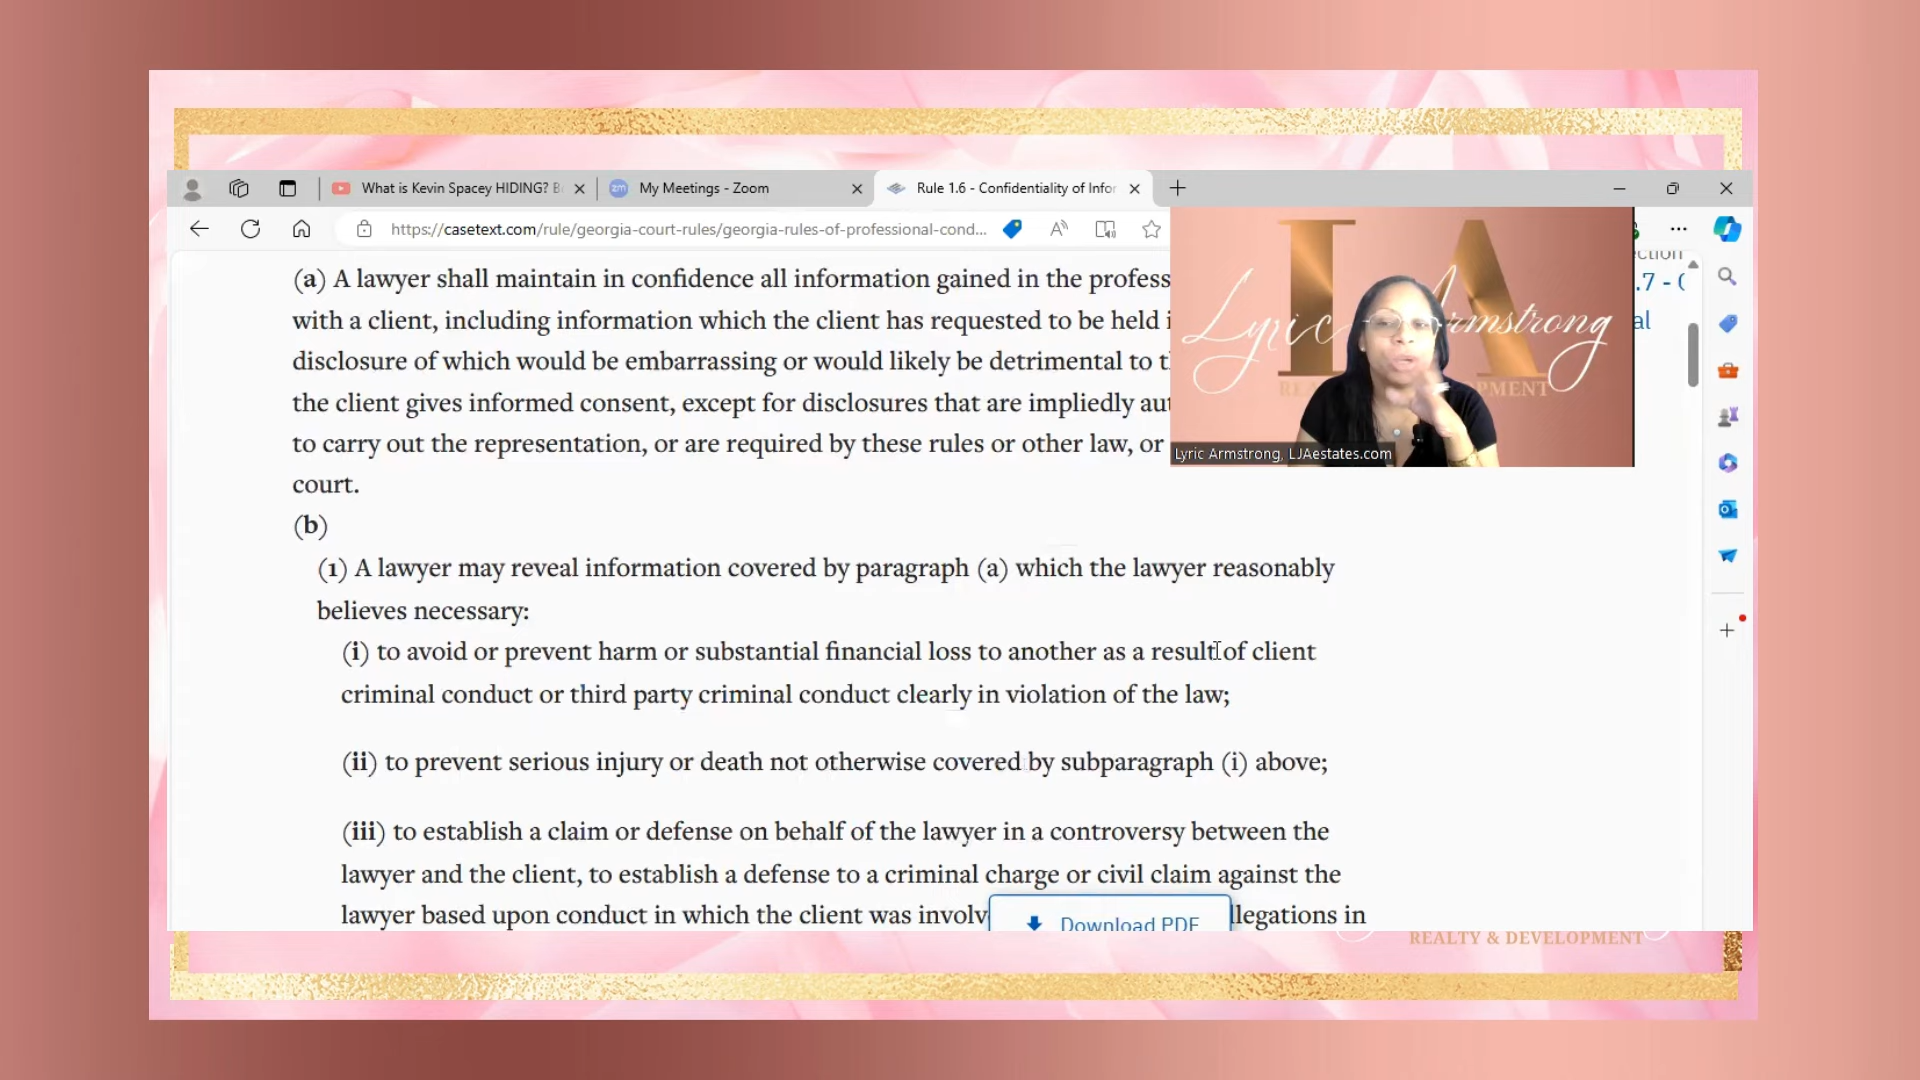 What is Kevin Spacey HIDING?
My Meetings - Zoom
Rule 1.6 - Confidentiality of Infor
https://casetext.com/rule/georgia-court-rules/georgia-rules-of-professional-cond...
(a) A lawyer shall maintain in confidence all information gained in the profess
with a client, including information which the client has requested to be held i
disclosure of which would be embarrassing or would likely be detrimental to t
the client gives informed consent, except for disclosures that are impliedly au
to carry out the representation, or are required by these rules or other law, or
court.
(b)
(1) A lawyer may reveal information covered by paragraph (a) which the lawyer reasonably
believes necessary:
(i) to avoid or prevent harm or substantial financial loss to another as a result of client
criminal conduct or third party criminal conduct clearly in violation of the law;
(ii) to prevent serious injury or death not otherwise covered by subparagraph (i) above;
(iii) to establish a claim or defense on behalf of the lawyer in a controversy between the
lawyer and the client, to establish a defense to a criminal charge or civil claim against the
lawyer based upon conduct in which the client was involv llegations in
Download PDF
.7 - (
al
LA
Lyric Armstrong
MENT
Lyric Armstrong, LJAestates.com
REALTY & DEVELOPMENT